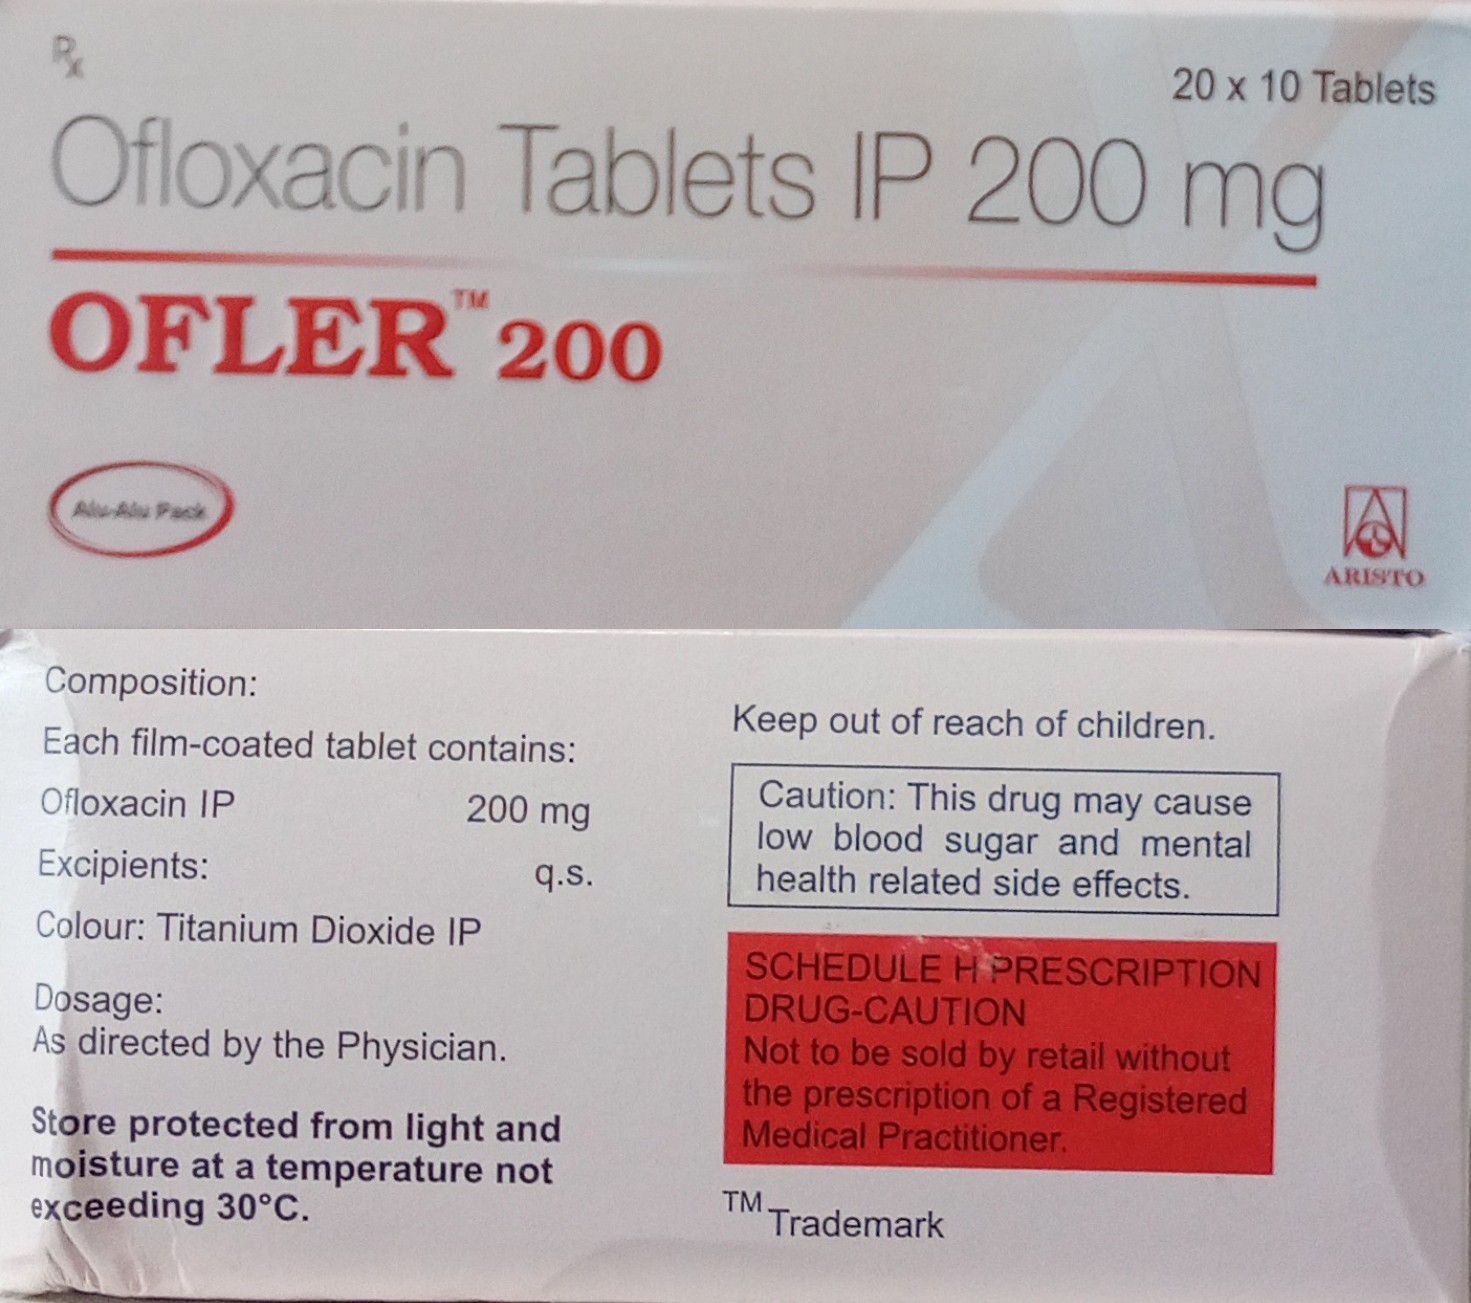 Rx
20 x 10 Tablets
Ofloxacin Tablets IP 200 mg
OFLER™ 200
Alu-Alu Pack
ARISTO
Composition:
Each film-coated tablet contains:
Ofloxacin IP 200 mg
Excipients: q.s.
Colour: Titanium Dioxide IP
Dosage:
As directed by the Physician.
Store protected from light and
moisture at a temperature not
exceeding 30°C.
Keep out of reach of children.
Caution: This drug may cause
low blood sugar and mental
health related side effects.
SCHEDULE H PRESCRIPTION
DRUG-CAUTION
Not to be sold by retail without
the prescription of a Registered
Medical Practitioner.
™ Trademark